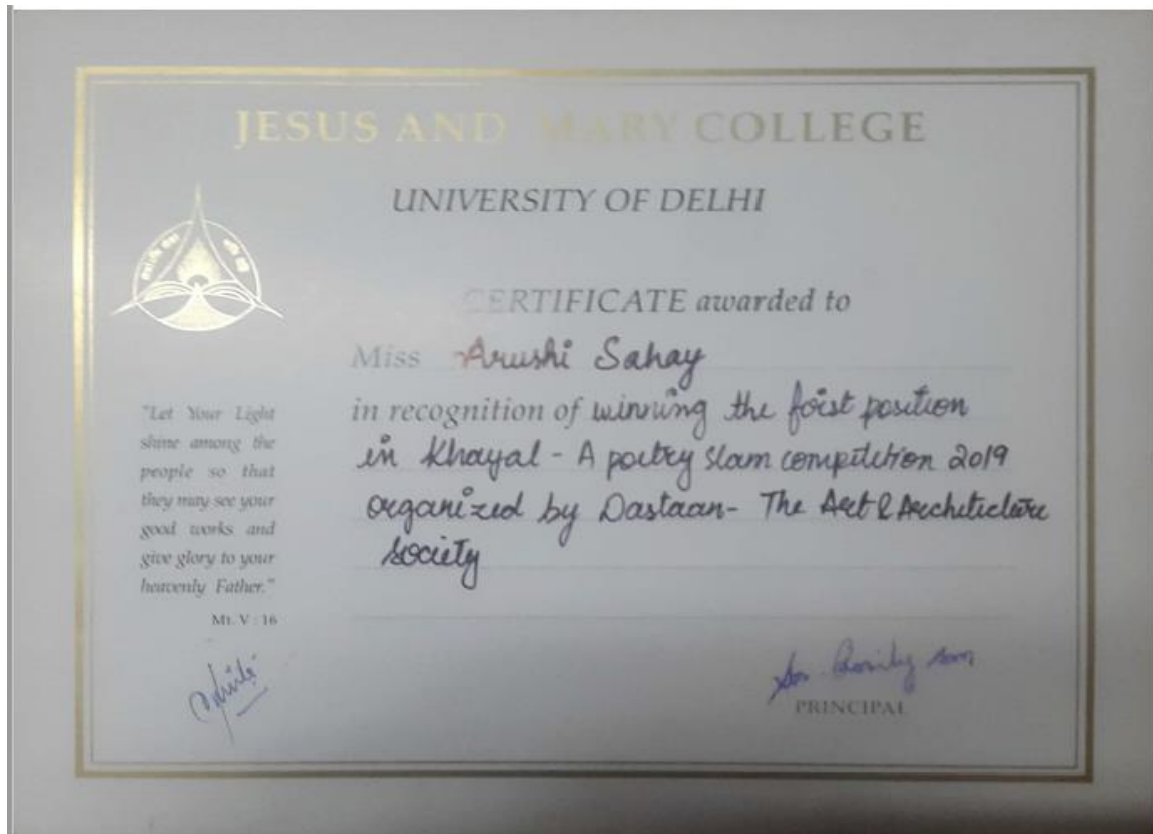 JESUS AND MARY COLLEGE
UNIVERSITY OF DELHI
CERTIFICATE awarded to
Miss Arushi Sahay
in recognition of winning the first position
in Khayal - A poetry slam competition 2019
organized by Dastaan- The Art & Architecture
society
"Let Your Light
shine among the
people so that
they may see your
good works and
give glory to your
heavenly Father."
Mt. V : 16
PRINCIPAL